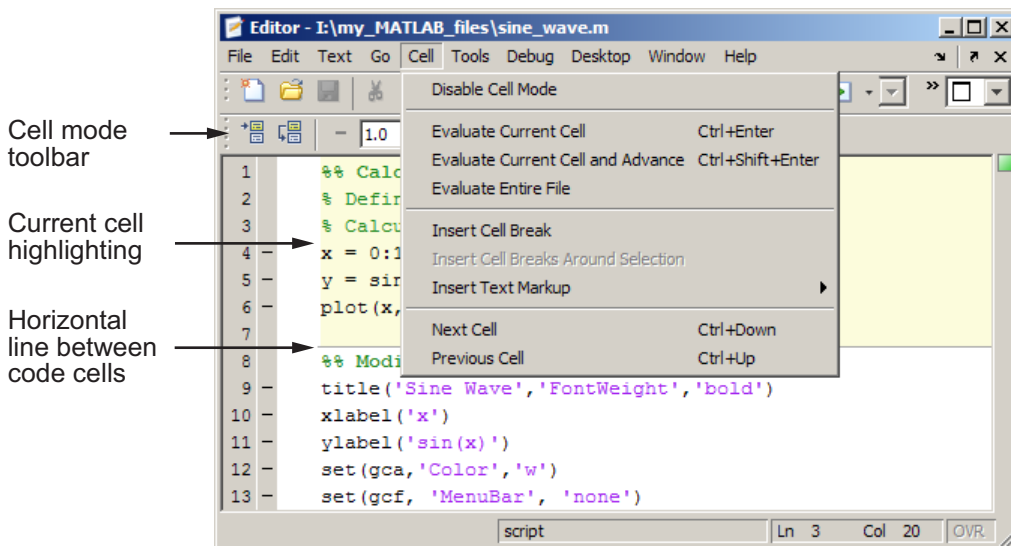 Editor - I:\my_MATLAB_files\sine_wave.m
File Edit Text Go Cell Tools Debug Desktop Window Help
Disable Cell Mode
Evaluate Current Cell Ctrl+Enter
Evaluate Current Cell and Advance Ctrl+Shift+Enter
Evaluate Entire File
Insert Cell Break
Insert Cell Breaks Around Selection
Insert Text Markup
Next Cell Ctrl+Down
Previous Cell Ctrl+Up
»
− 1.0
Cell mode
toolbar
Current cell
highlighting
Horizontal
line between
code cells
1 %% Calc
2 % Defin
3 % Calcu
4 – x = 0:1
5 – y = sin
6 – plot(x,
7
8 %% Modi
9 – title('Sine Wave','FontWeight','bold')
10 – xlabel('x')
11 – ylabel('sin(x)')
12 – set(gca,'Color','w')
13 – set(gcf, 'MenuBar', 'none')
script Ln 3 Col 20 OVR